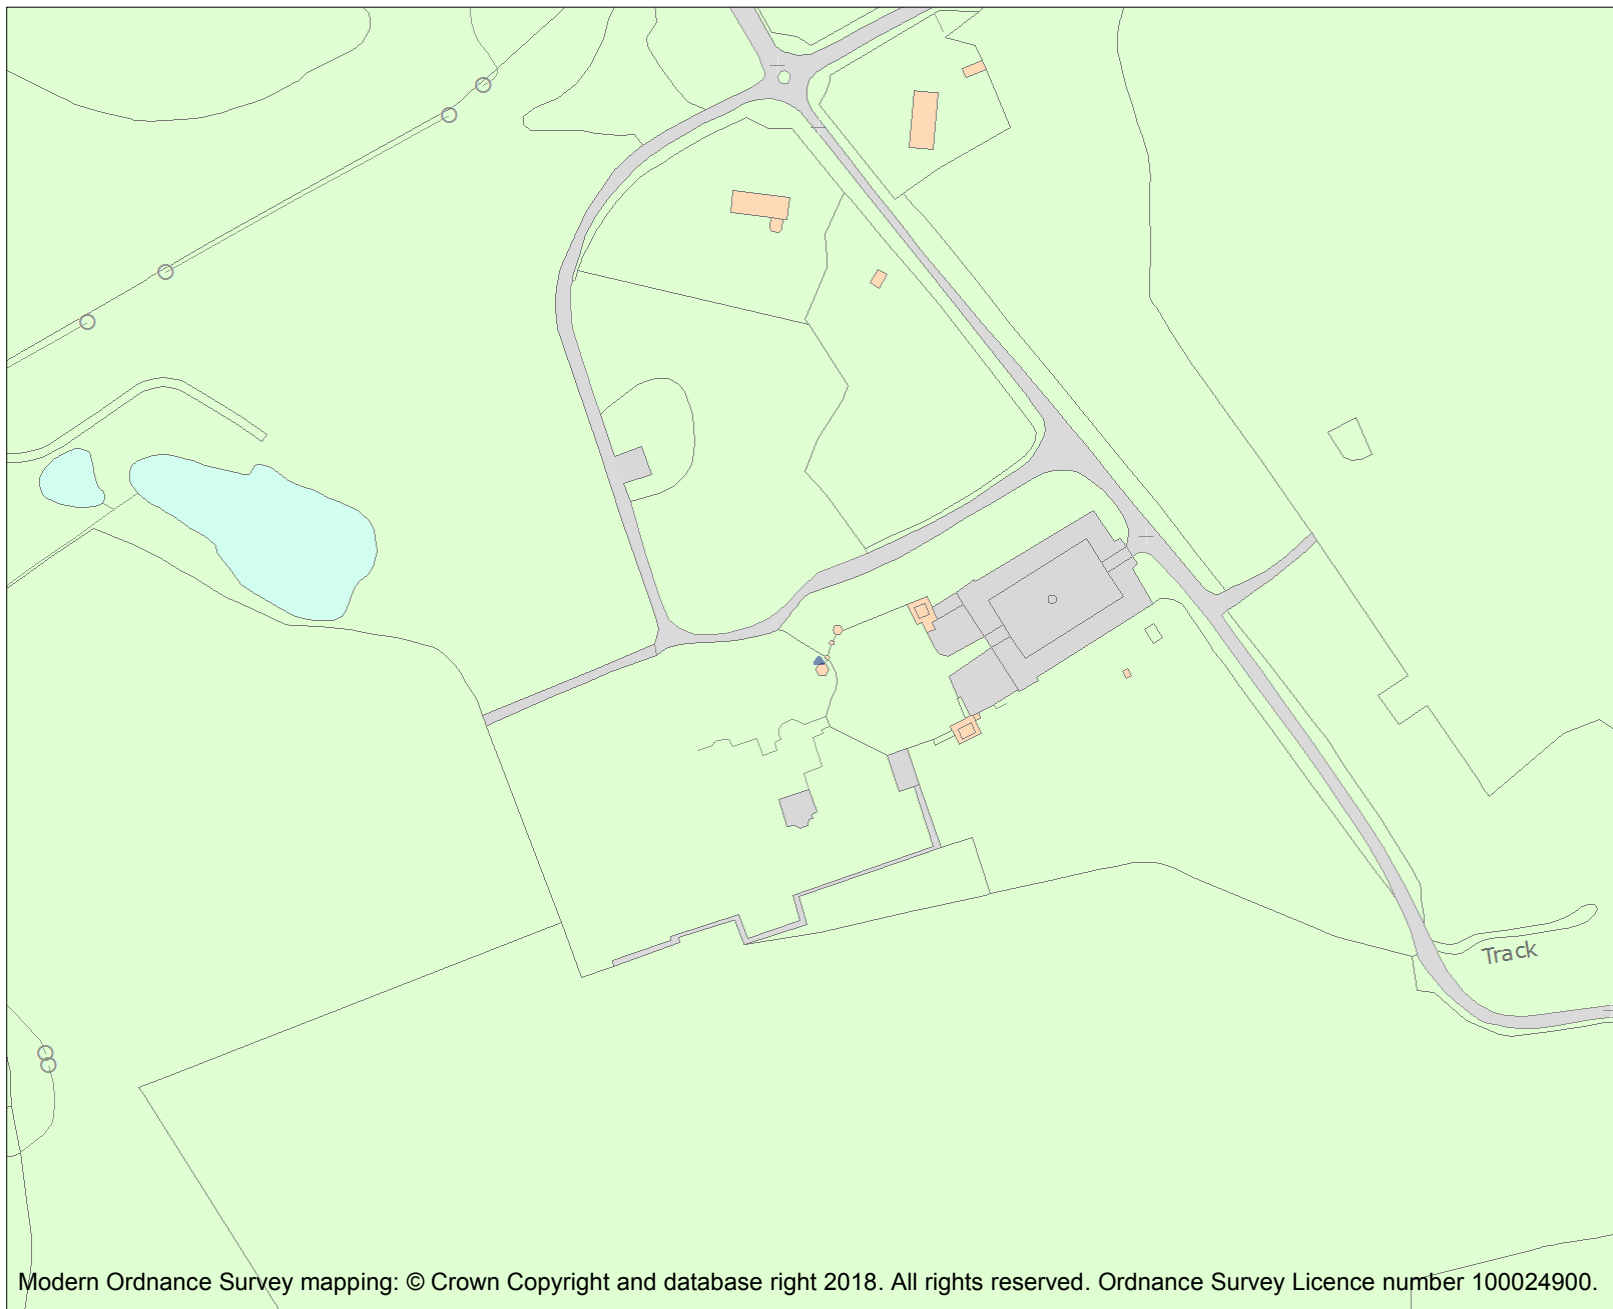 Track
Modern Ordnance Survey mapping: © Crown Copyright and database right 2018. All rights reserved. Ordnance Survey Licence number 100024900.